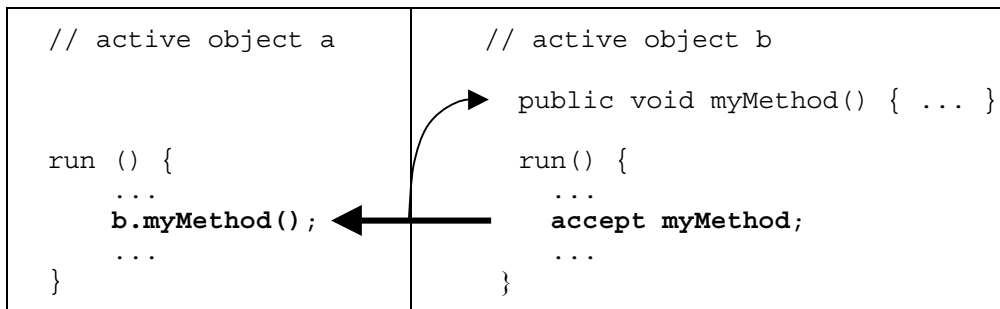 // active object a
run () {
...
b.myMethod();
...
}
// active object b
public void myMethod() { ... }
run() {
...
accept myMethod;
...
}